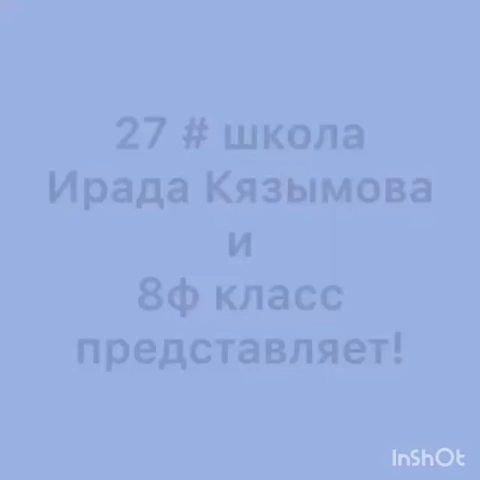 27 # школа
Ирада Кязымова
и
8ф класс
представляет!
InShOt